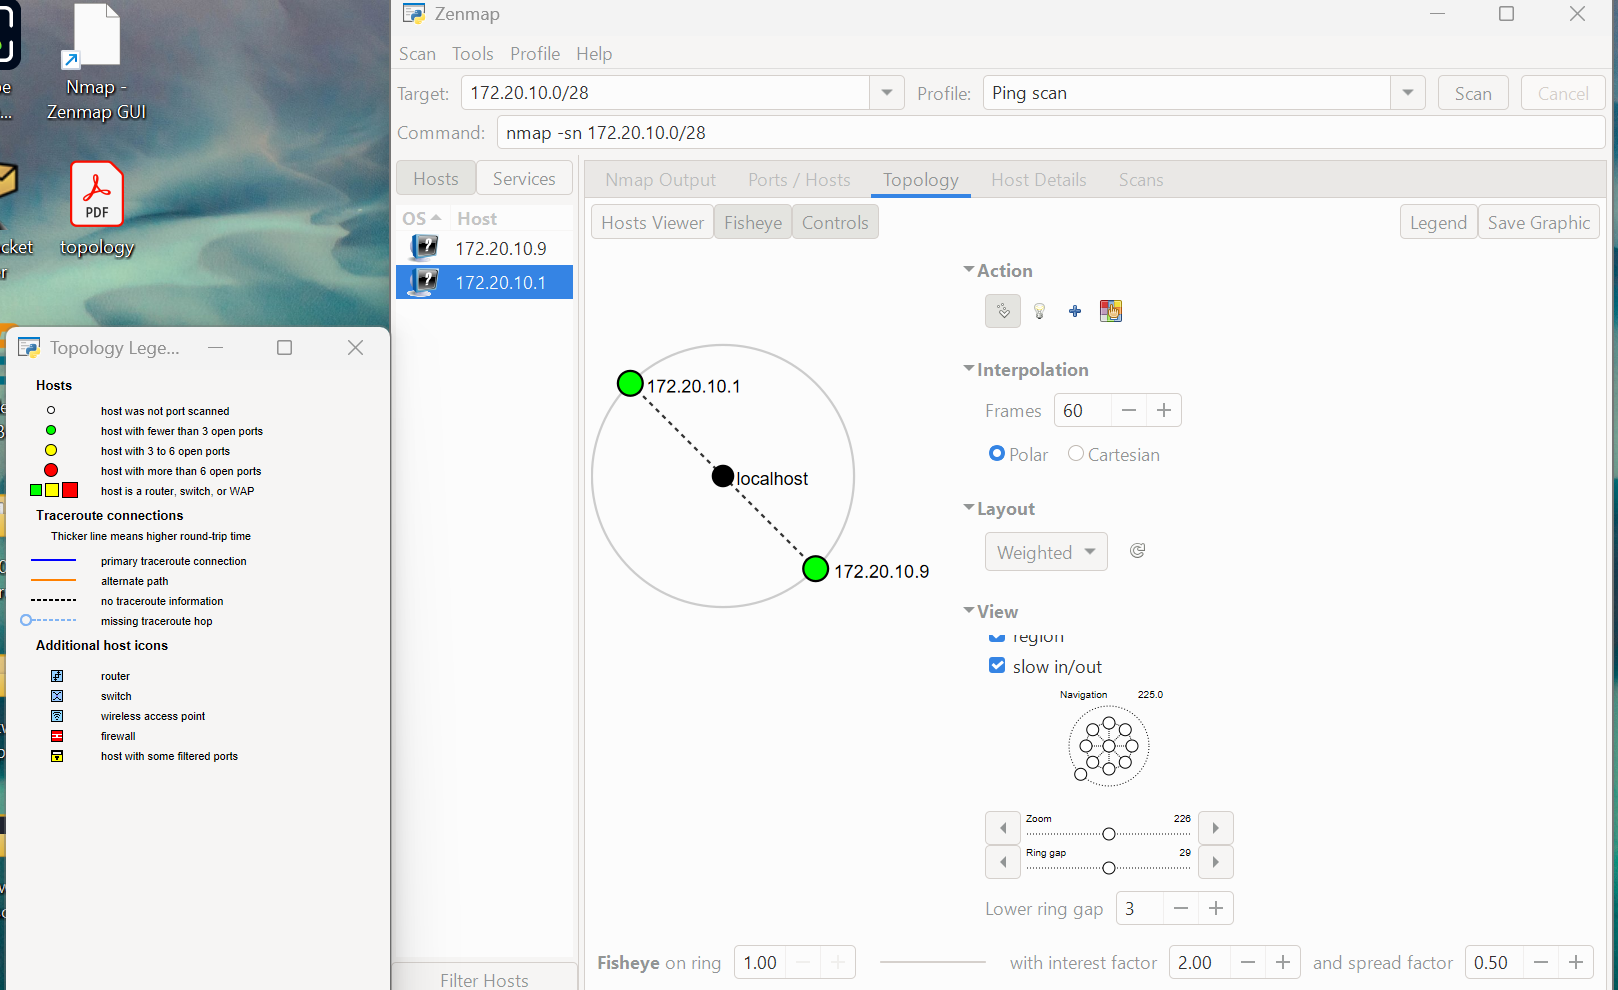 Nmap -
Zenmap GUI
PDF
topology
Zenmap
Scan Tools Profile Help
Target: 172.20.10.0/28 Profile: Ping scan Scan Cancel
Command: nmap -sn 172.20.10.0/28
Hosts Services
OS Host
172.20.10.9
172.20.10.1
Filter Hosts
Nmap Output Ports / Hosts Topology Host Details Scans
Hosts Viewer Fisheye Controls Legend Save Graphic
172.20.10.1
localhost
172.20.10.9
Action
Interpolation
Frames 60
Polar Cartesian
Layout
Weighted
View
region
slow in/out
Navigation 225.0
Zoom 226
Ring gap 29
Lower ring gap 3
Fisheye on ring 1.00 with interest factor 2.00 and spread factor 0.50
Topology Lege...
Hosts
host was not port scanned
host with fewer than 3 open ports
host with 3 to 6 open ports
host with more than 6 open ports
host is a router, switch, or WAP
Traceroute connections
Thicker line means higher round-trip time
primary traceroute connection
alternate path
no traceroute information
missing traceroute hop
Additional host icons
router
switch
wireless access point
firewall
host with some filtered ports